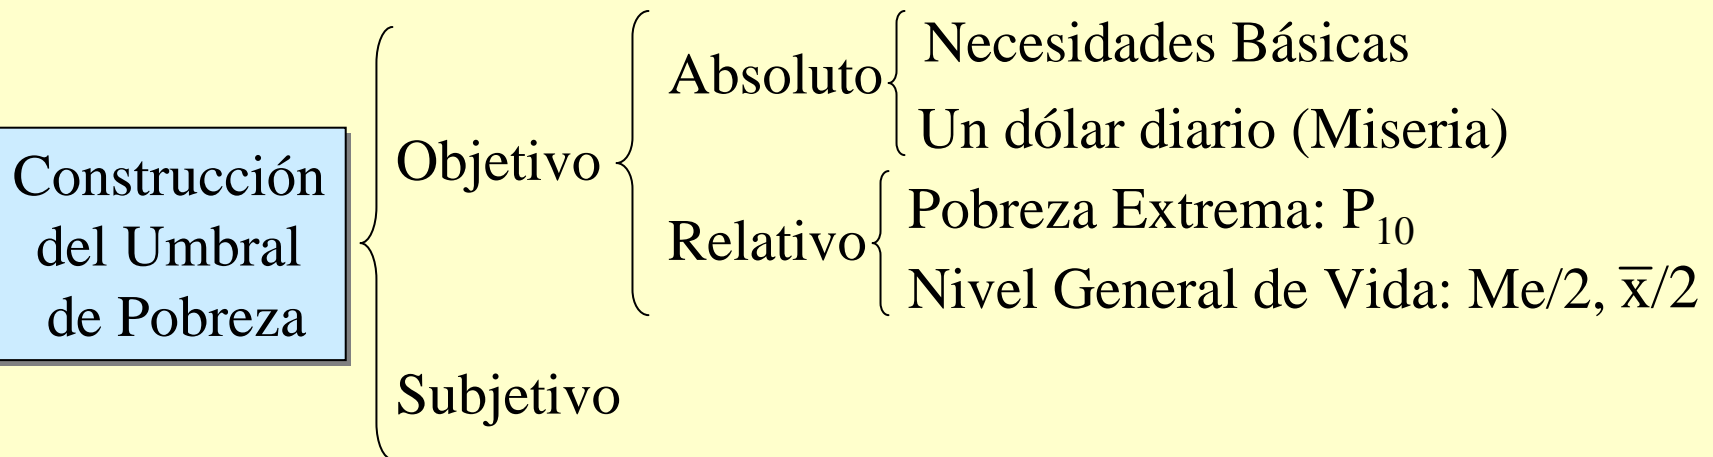 Construcción
del Umbral
de Pobreza
Objetivo
Absoluto
Necesidades Básicas
Un dólar diario (Miseria)
Relativo
Pobreza Extrema: P₁₀
Nivel General de Vida: Me/2, x̅/2
Subjetivo